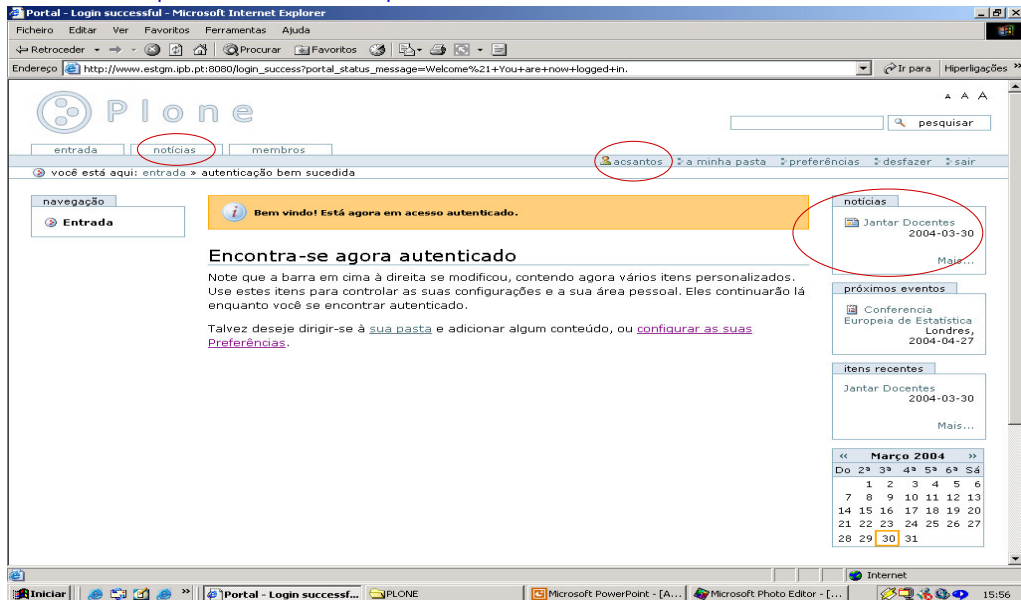 Portal - Login successful - Microsoft Internet Explorer
Ficheiro Editar Ver Favoritos Ferramentas Ajuda
Retroceder Procurar Favoritos
Endereço http://www.estgm.ipb.pt:8080/login_success?portal_status_message=Welcome%21+You+are+now+logged+in. Ir para Hiperligações »
A A A
Plone
pesquisar
entrada notícias membros
acsantos a minha pasta preferências desfazer sair
você está aqui: entrada » autenticação bem sucedida
navegação
Entrada
i Bem vindo! Está agora em acesso autenticado.
Encontra-se agora autenticado
Note que a barra em cima à direita se modificou, contendo agora vários itens personalizados.
Use estes itens para controlar as suas configurações e a sua área pessoal. Eles continuarão lá
enquanto você se encontrar autenticado.
Talvez deseje dirigir-se à sua pasta e adicionar algum conteúdo, ou configurar as suas
Preferências.
notícias
Jantar Docentes
2004-03-30
Mais...
próximos eventos
Conferencia
Europeia de Estatística
Londres,
2004-04-27
itens recentes
Jantar Docentes
2004-03-30
Mais...
« Março 2004 »
Do 2ª 3ª 4ª 5ª 6ª Sá
1 2 3 4 5 6
7 8 9 10 11 12 13
14 15 16 17 18 19 20
21 22 23 24 25 26 27
28 29 30 31
Internet
Iniciar » Portal - Login successf... PLONE Microsoft PowerPoint - [A... Microsoft Photo Editor - [... 15:56